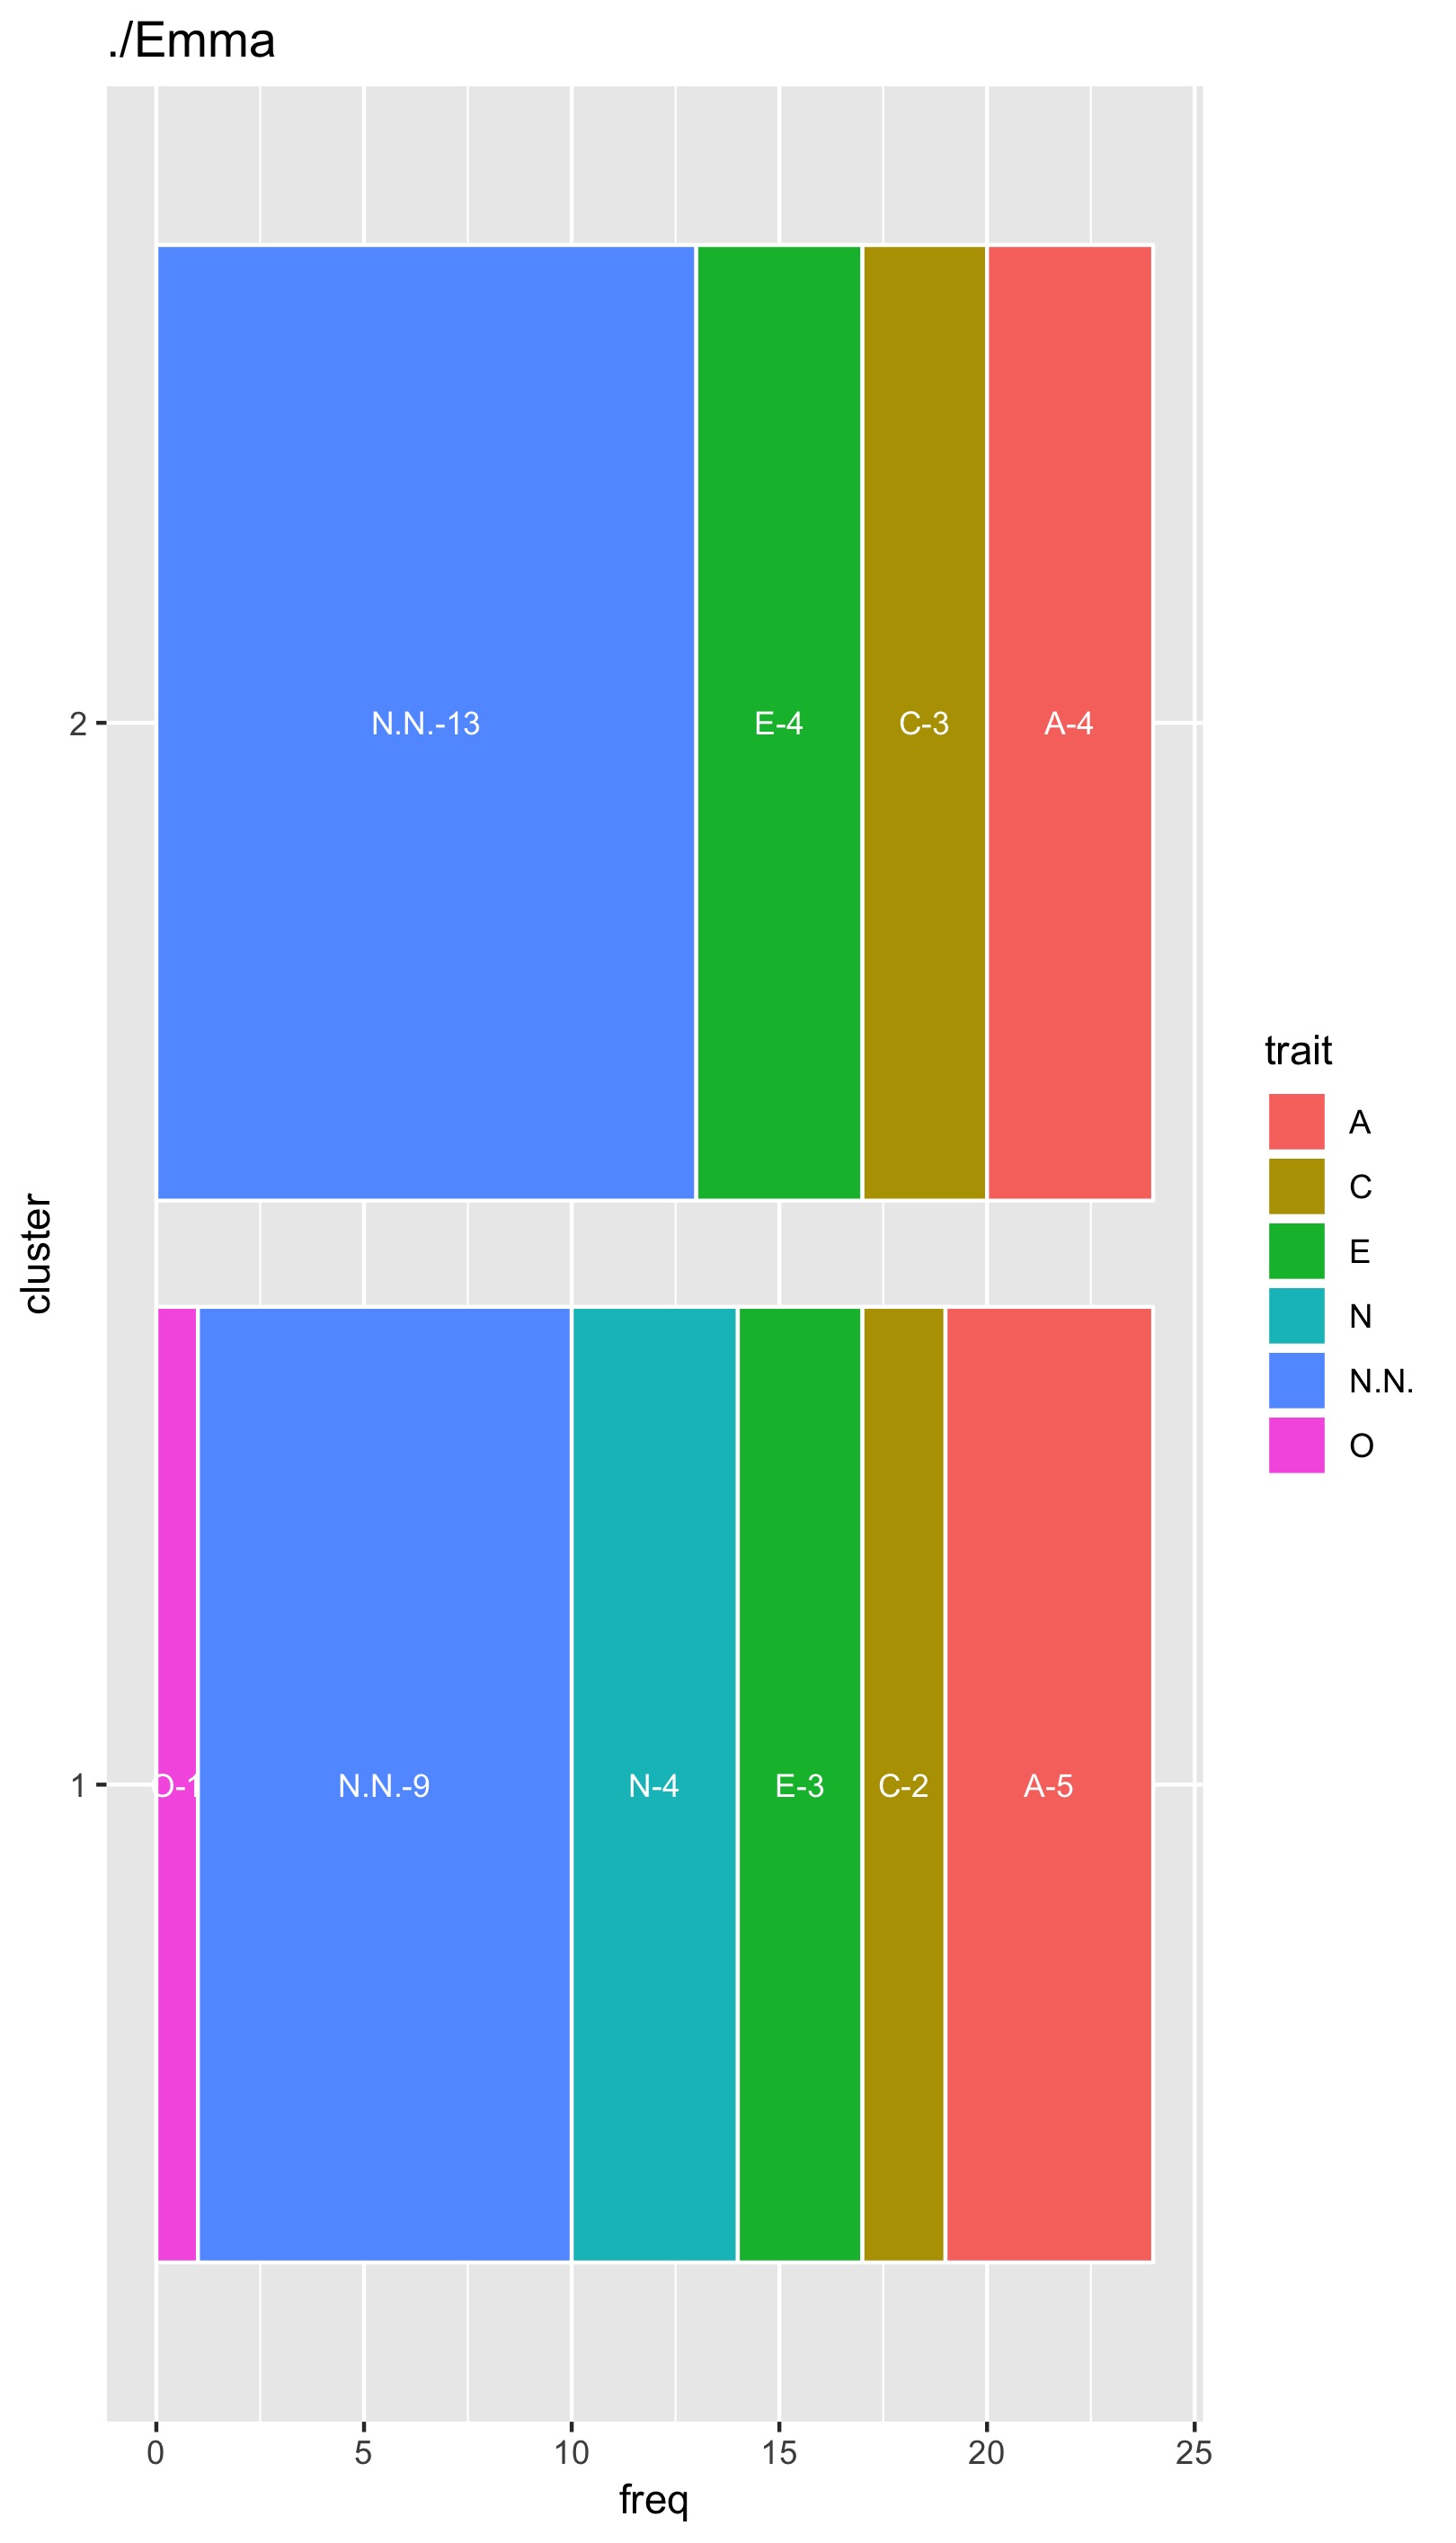 ./Emma
2
N.N.-13 E-4 C-3 A-4
cluster
1
O-1 N.N.-9 N-4 E-3 C-2 A-5
0 5 10 15 20 25
freq
trait
A
C
E
N
N.N.
O